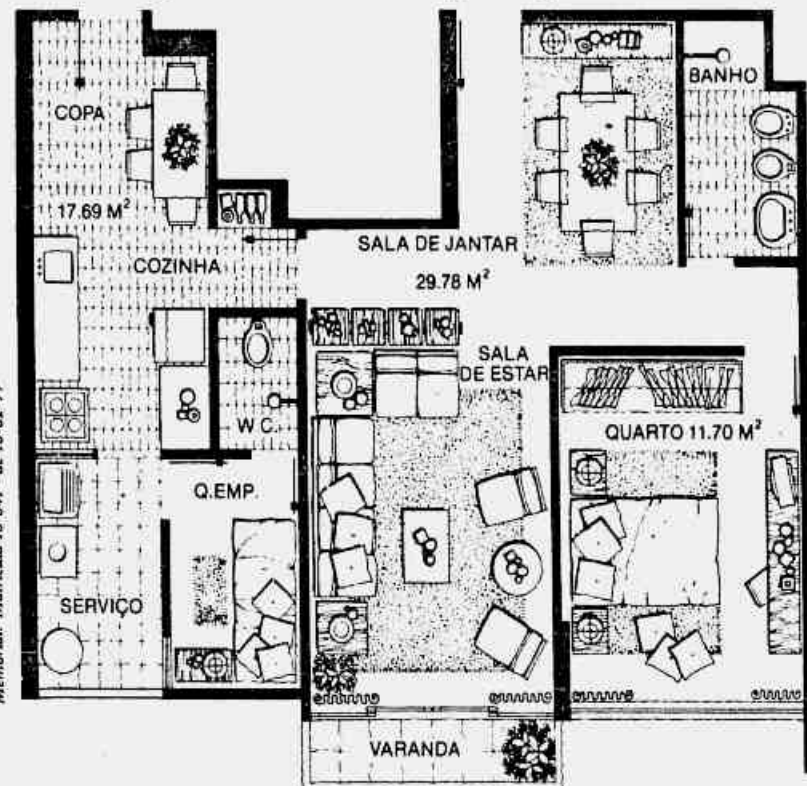 COPA
17.69 M²
COZINHA
BANHO
SALA DE JANTAR
29.78 M²
SALA
DE ESTAR
W.C.
QUARTO 11.70 M²
Q.EMP.
SERVIÇO
VARANDA